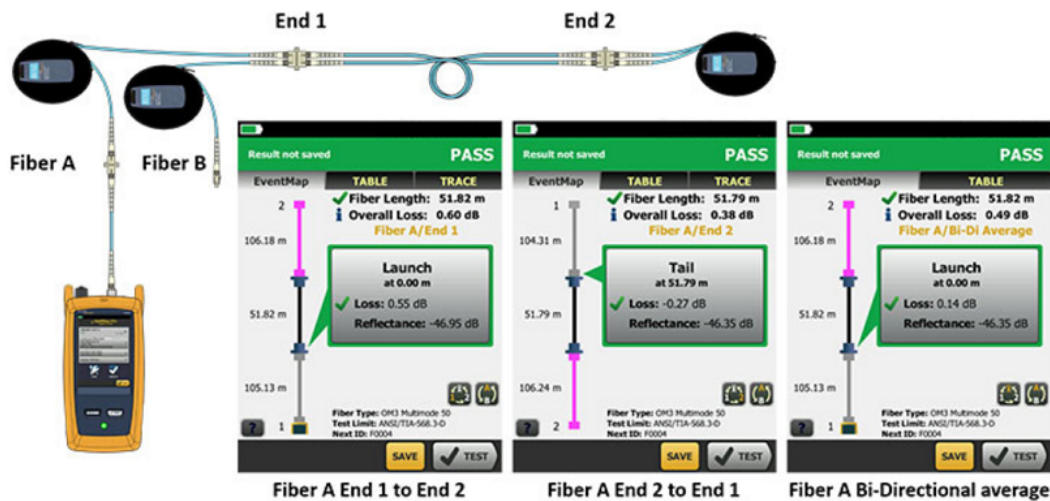 End 1
End 2
Fiber A
Fiber B
Result not saved PASS
EventMap TABLE TRACE
Fiber Length: 51.82 m
Overall Loss: 0.60 dB
Fiber A/End 1
2
106.18 m
Launch
at 0.00 m
Loss: 0.55 dB
Reflectance: -46.95 dB
51.82 m
105.13 m
1
Fiber Type: OM3 Multimode 50
Test Limit: ANSI/TIA-568.3-D
Next ID: F0004
?
SAVE TEST
Fiber A End 1 to End 2
Result not saved PASS
EventMap TABLE TRACE
Fiber Length: 51.79 m
Overall Loss: 0.38 dB
Fiber A/End 2
1
104.31 m
Tail
at 51.79 m
Loss: -0.27 dB
Reflectance: -46.35 dB
51.79 m
106.24 m
2
Fiber Type: OM3 Multimode 50
Test Limit: ANSI/TIA-568.3-D
Next ID: F0004
?
SAVE TEST
Fiber A End 2 to End 1
Result not saved PASS
EventMap TABLE
Fiber Length: 51.82 m
Overall Loss: 0.49 dB
Fiber A/Bi-Di Average
2
106.18 m
Launch
at 0.00 m
Loss: 0.14 dB
Reflectance: -46.35 dB
51.82 m
105.13 m
1
Fiber Type: OM3 Multimode 50
Test Limit: ANSI/TIA-568.3-D
Next ID: F0004
?
SAVE TEST
Fiber A Bi-Directional average